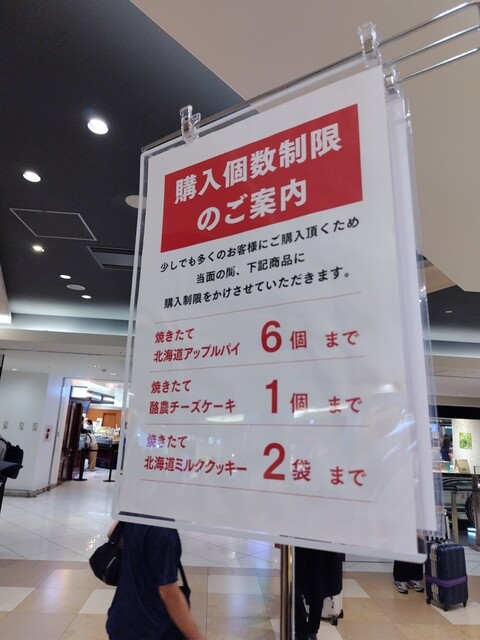 購入個数制限
のご案内
少しでも多くのお客様にご購入頂くため
当面の間、下記商品に
購入制限をかけさせていただきます。
焼きたて
北海道アップルパイ 6個 まで
焼きたて
酪農チーズケーキ 1個 まで
焼きたて
北海道ミルククッキー 2袋 まで